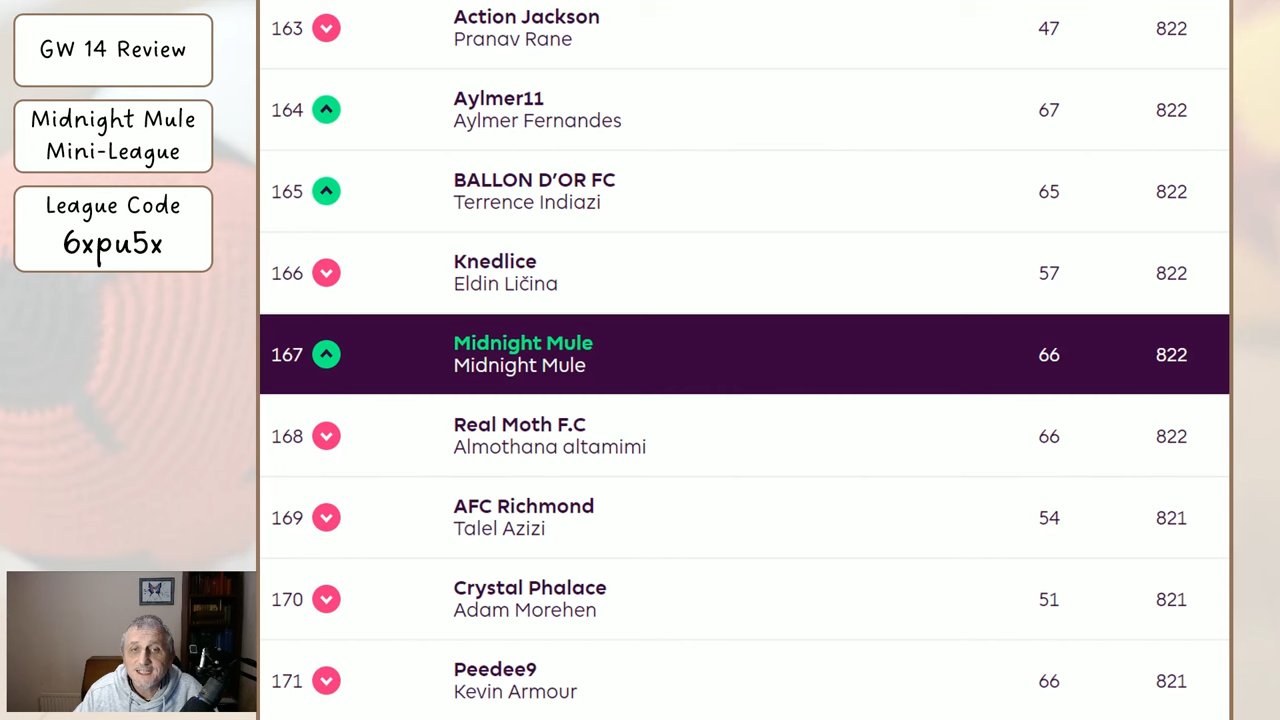 GW 14 Review
Midnight Mule
Mini-League
League Code
6xpu5x
163 Action Jackson 47 822
Pranav Rane
164 Aylmer11 67 822
Aylmer Fernandes
165 BALLON D’OR FC 65 822
Terrence Indiazi
166 Knedlice 57 822
Eldin Ličina
167 Midnight Mule 66 822
Midnight Mule
168 Real Moth F.C 66 822
Almothana altamimi
169 AFC Richmond 54 821
Talel Azizi
170 Crystal Phalace 51 821
Adam Morehen
171 Peedee9 66 821
Kevin Armour